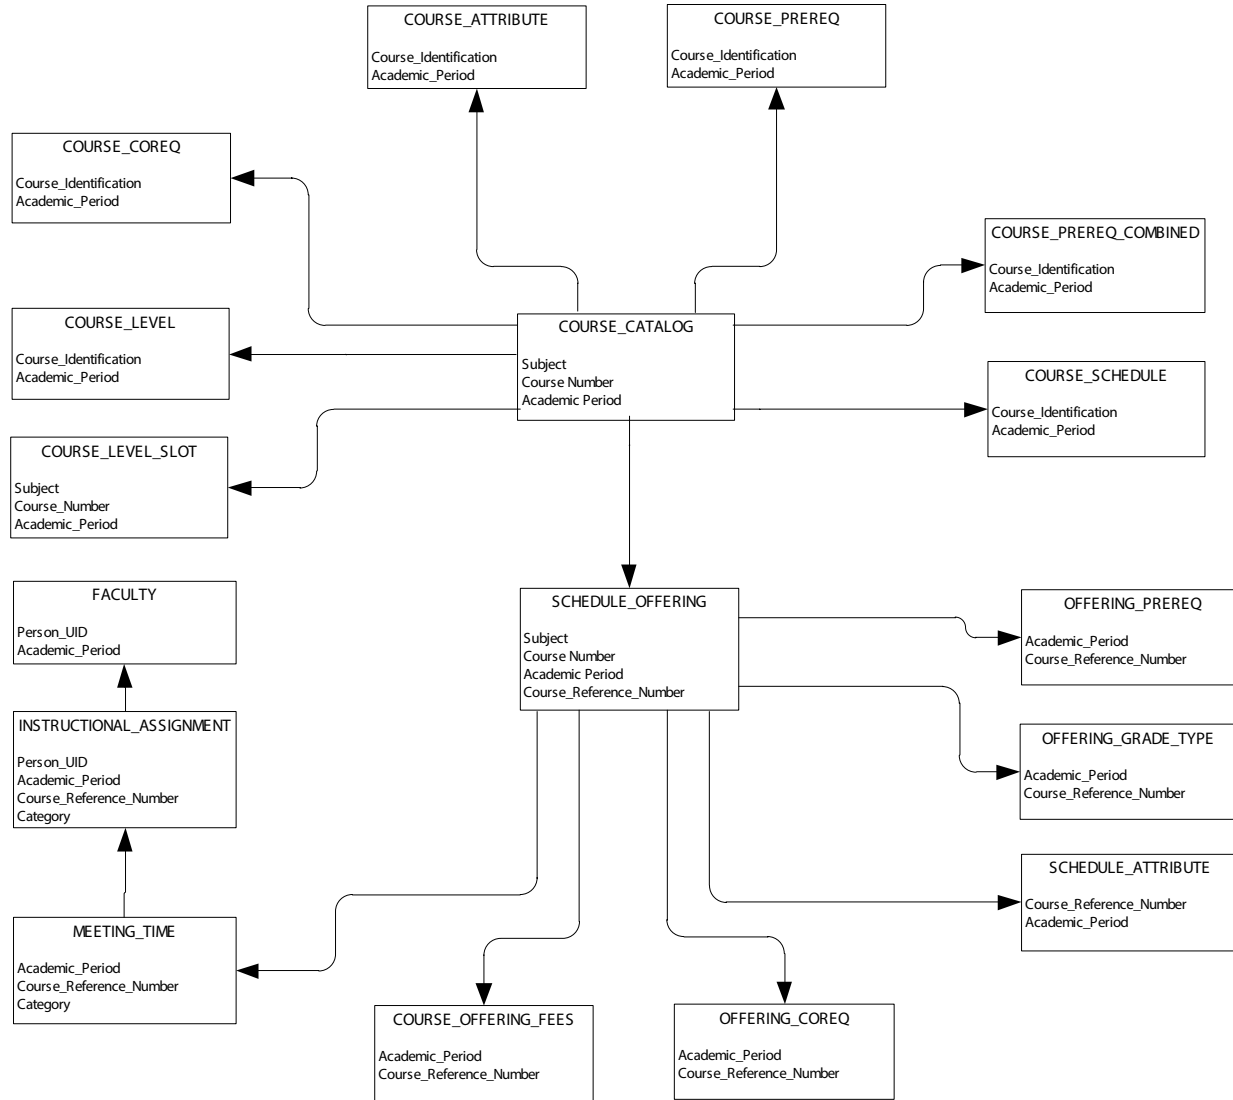 COURSE_ATTRIBUTE
Course_Identification
Academic_Period
COURSE_PREREQ
Course_Identification
Academic_Period
COURSE_COREQ
Course_Identification
Academic_Period
COURSE_PREREQ_COMBINED
Course_Identification
Academic_Period
COURSE_LEVEL
Course_Identification
Academic_Period
COURSE_CATALOG
Subject
Course Number
Academic Period
COURSE_SCHEDULE
Course_Identification
Academic_Period
COURSE_LEVEL_SLOT
Subject
Course_Number
Academic_Period
FACULTY
Person_UID
Academic_Period
SCHEDULE_OFFERING
Subject
Course Number
Academic Period
Course_Reference_Number
OFFERING_PREREQ
Academic_Period
Course_Reference_Number
INSTRUCTIONAL_ASSIGNMENT
Person_UID
Academic_Period
Course_Reference_Number
Category
OFFERING_GRADE_TYPE
Academic_Period
Course_Reference_Number
SCHEDULE_ATTRIBUTE
Course_Reference_Number
Academic_Period
MEETING_TIME
Academic_Period
Course_Reference_Number
Category
COURSE_OFFERING_FEES
Academic_Period
Course_Reference_Number
OFFERING_COREQ
Academic_Period
Course_Reference_Number